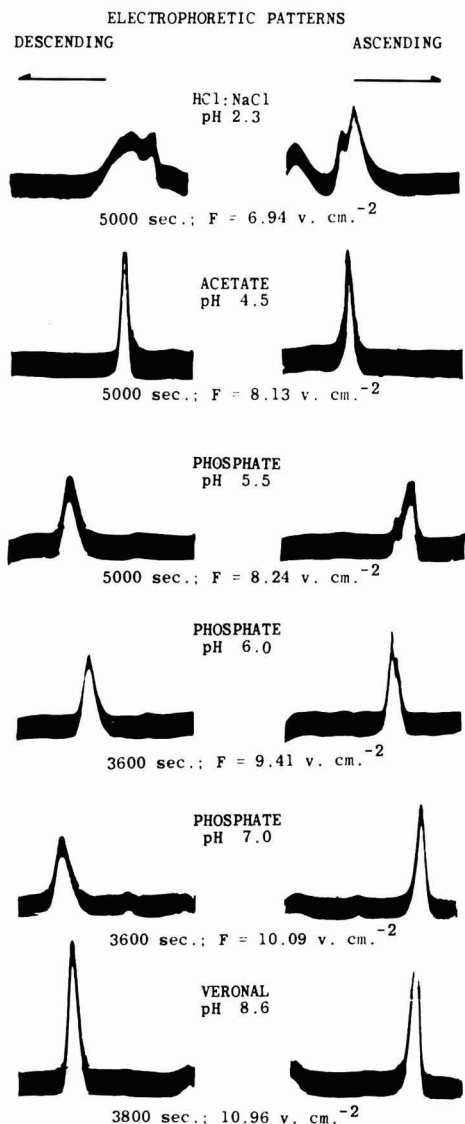 ELECTROPHORETIC PATTERNS
DESCENDING ASCENDING
HCl:NaCl
pH 2.3
5000 sec.; F = 6.94 v. cm.⁻²
ACETATE
pH 4.5
5000 sec.; F = 8.13 v. cm.⁻²
PHOSPHATE
pH 5.5
5000 sec.; F = 8.24 v. cm.⁻²
PHOSPHATE
pH 6.0
3600 sec.; F = 9.41 v. cm.⁻²
PHOSPHATE
pH 7.0
3600 sec.; F = 10.09 v. cm.⁻²
VERONAL
pH 8.6
3800 sec.; 10.96 v. cm.⁻²